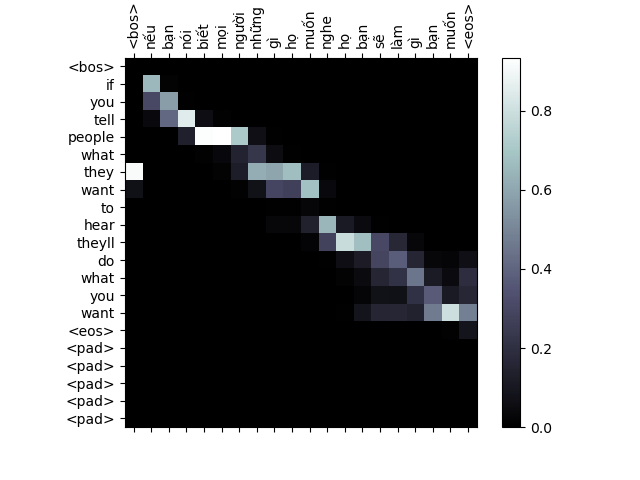 <bos> nếu bạn nói biết mọi người những gì họ muốn nghe họ bạn sẽ làm gì bạn muốn <eos>
<bos>
if
you
tell
people
what
they
want
to
hear
theyll
do
what
you
want
<eos>
<pad>
<pad>
<pad>
<pad>
<pad>
0.8
0.6
0.4
0.2
0.0